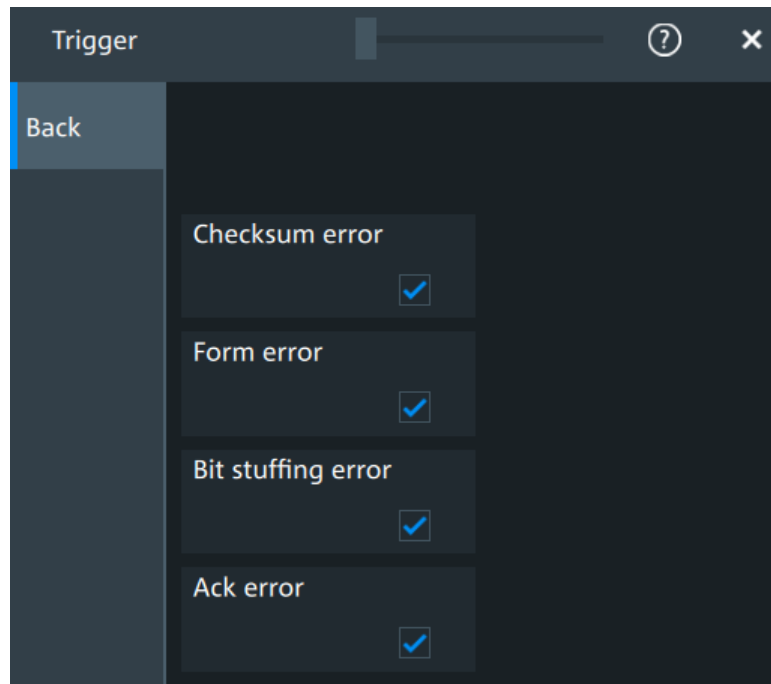 Trigger
Back
Checksum error
Form error
Bit stuffing error
Ack error